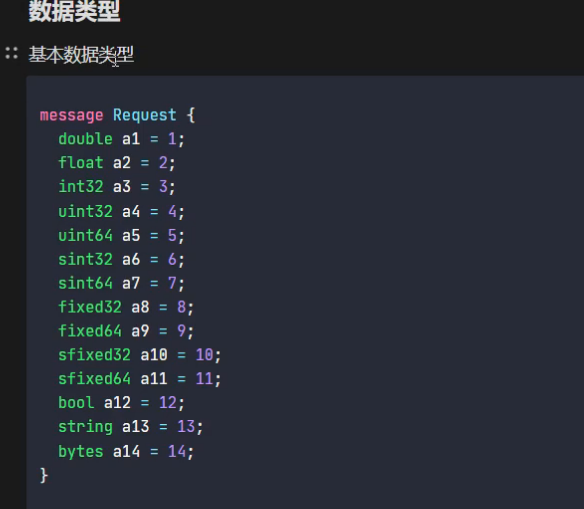 数据类型
基本数据类型
message Request {
  double a1 = 1;
  float a2 = 2;
  int32 a3 = 3;
  uint32 a4 = 4;
  uint64 a5 = 5;
  sint32 a6 = 6;
  sint64 a7 = 7;
  fixed32 a8 = 8;
  fixed64 a9 = 9;
  sfixed32 a10 = 10;
  sfixed64 a11 = 11;
  bool a12 = 12;
  string a13 = 13;
  bytes a14 = 14;
}